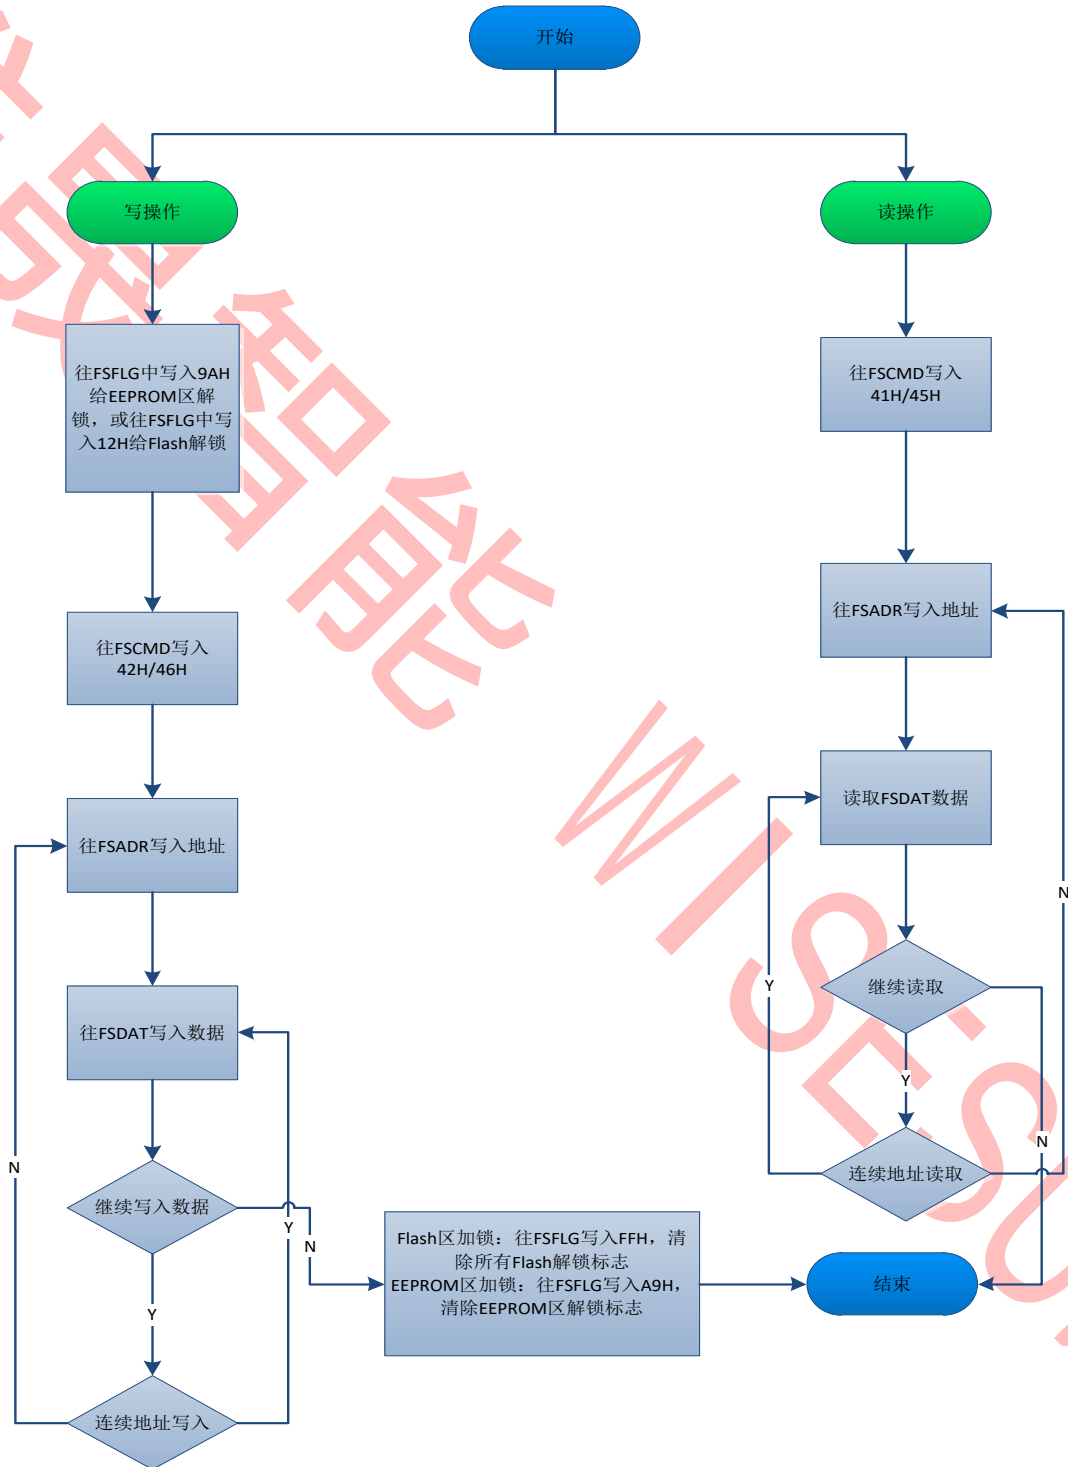 开始
写操作
读操作
往FSFLG中写入9AH
给EEPROM区解
锁，或往FSFLG中写
入12H给Flash解锁
往FSCMD写入
41H/45H
往FSCMD写入
42H/46H
往FSADR写入地址
读取FSDAT数据
往FSADR写入地址
N
Y
继续读取
往FSDAT写入数据
Y
N
连续地址读取
N
继续写入数据
Y
N
Flash区加锁：往FSFLG写入FFH，清
除所有Flash解锁标志
EEPROM区加锁：往FSFLG写入A9H，
清除EEPROM区解锁标志
结束
Y
连续地址写入
晟智能 WISESU